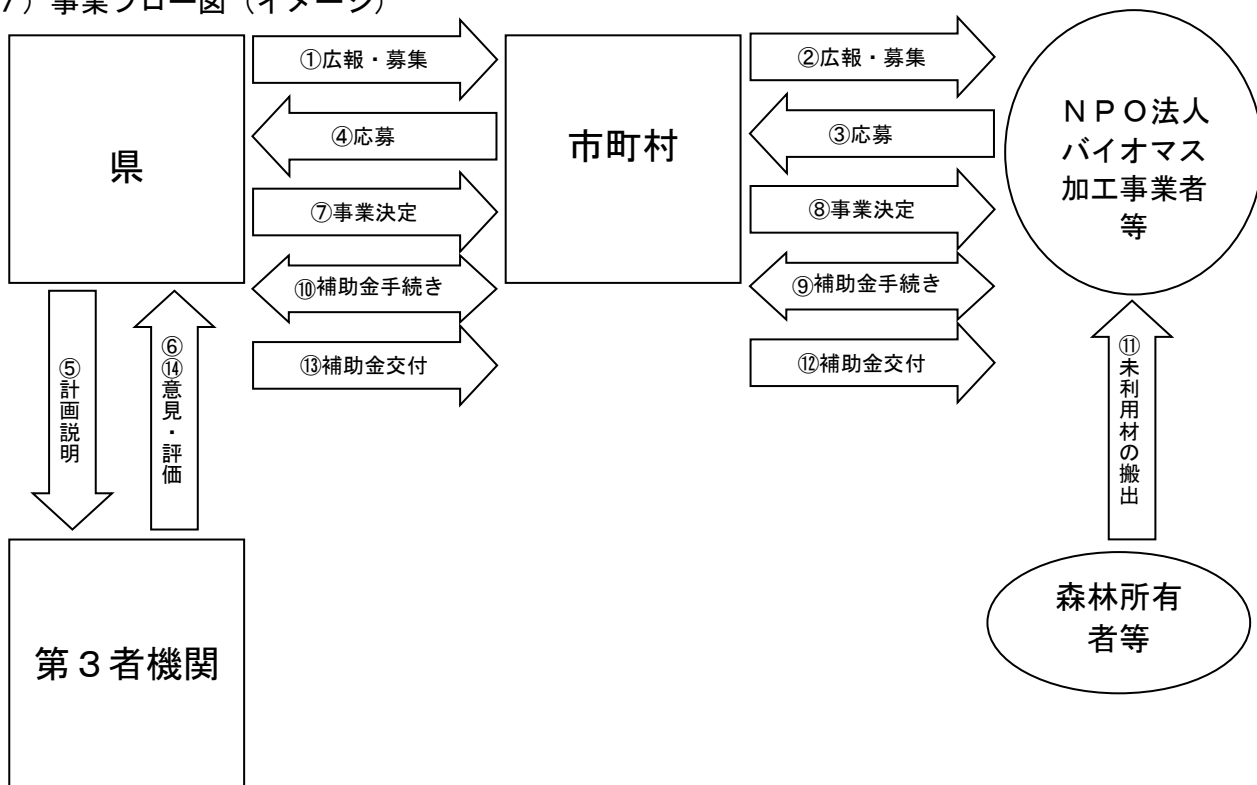 7）事業フロー図（イメージ）
①広報・募集
②広報・募集
県
市町村
ＮＰＯ法人
バイオマス
加工事業者
等
④応募
③応募
⑦事業決定
⑧事業決定
⑩補助金手続き
⑨補助金手続き
⑬補助金交付
⑫補助金交付
⑤計画説明
⑥⑭意見・評価
⑪未利用材の搬出
第３者機関
森林所有
者等